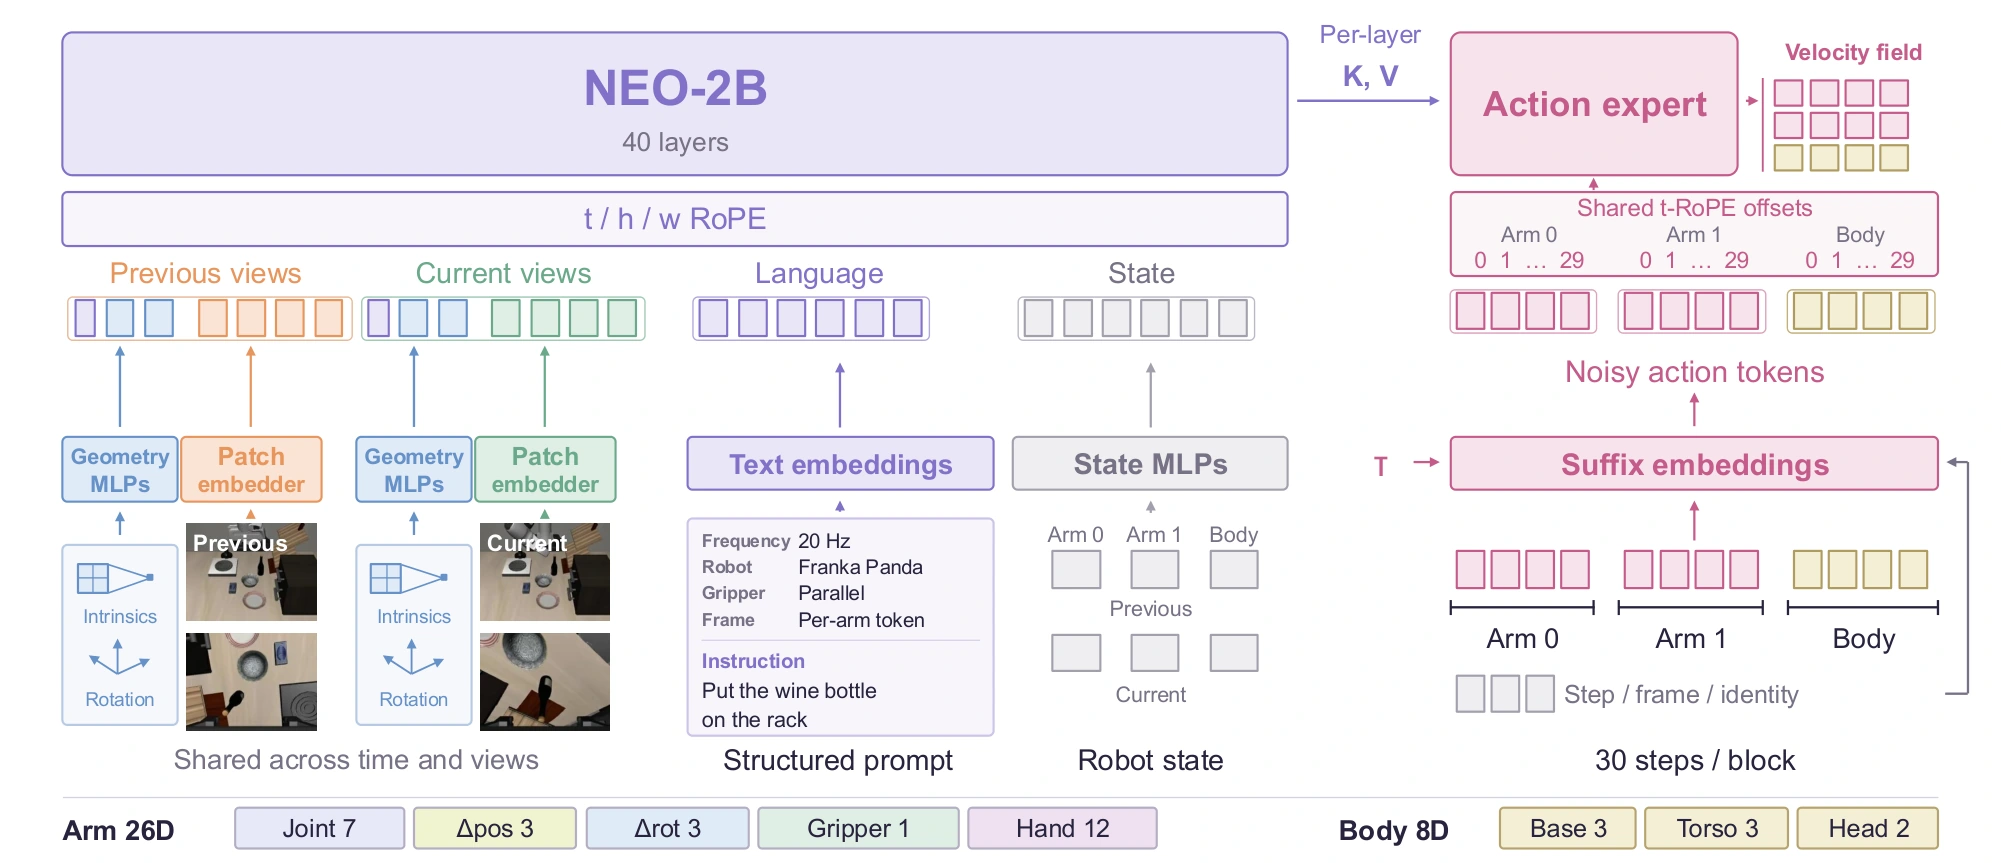 NEO-2B
40 layers
Per-layer
K, V
Action expert
Velocity field
t / h / w RoPE
Shared t-RoPE offsets
Arm 0 Arm 1 Body
0 1 … 29 0 1 … 29 0 1 … 29
Previous views
Current views
Language
State
Noisy action tokens
Geometry
MLPs
Patch
embedder
Geometry
MLPs
Patch
embedder
Text embeddings
State MLPs
T
Suffix embeddings
Intrinsics
Rotation
Previous
Intrinsics
Rotation
Current
Frequency 20 Hz
Robot Franka Panda
Gripper Parallel
Frame Per-arm token
Instruction
Put the wine bottle
on the rack
Arm 0 Arm 1 Body
Previous
Current
Arm 0 Arm 1 Body
Step / frame / identity
Shared across time and views
Structured prompt
Robot state
30 steps / block
Arm 26D Joint 7 Δpos 3 Δrot 3 Gripper 1 Hand 12
Body 8D Base 3 Torso 3 Head 2